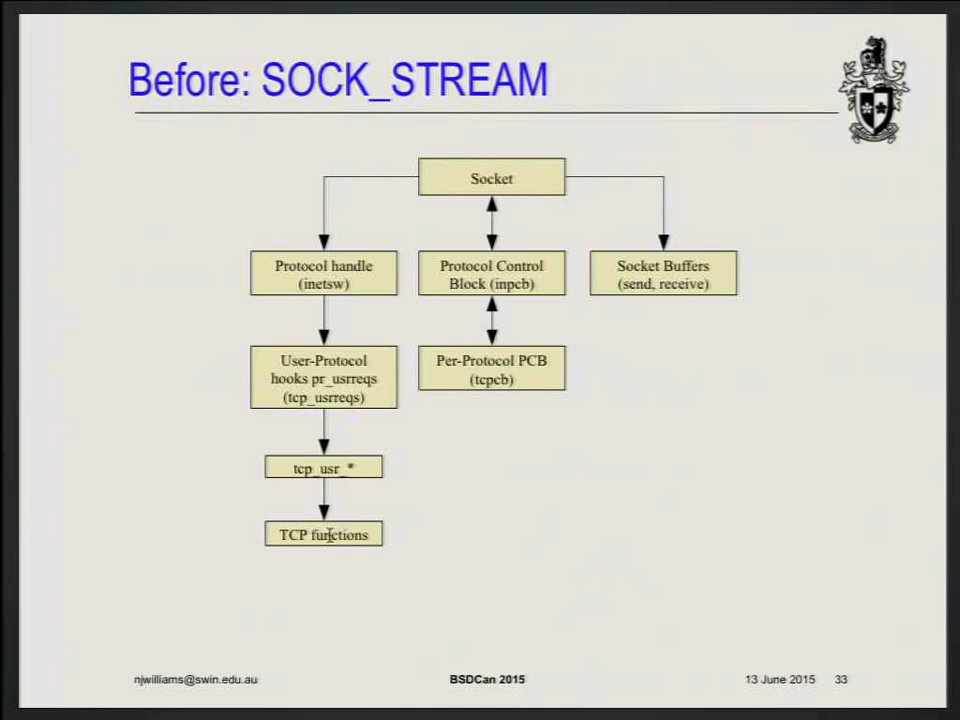 Before: SOCK_STREAM
Socket
Protocol handle
(inetsw)
Protocol Control
Block (inpcb)
Socket Buffers
(send, receive)
User-Protocol
hooks pr_usrreqs
(tcp_usrreqs)
Per-Protocol PCB
(tcpcb)
tcp_usr_*
TCP functions
njwilliams@swin.edu.au
BSDCan 2015
13 June 2015
33